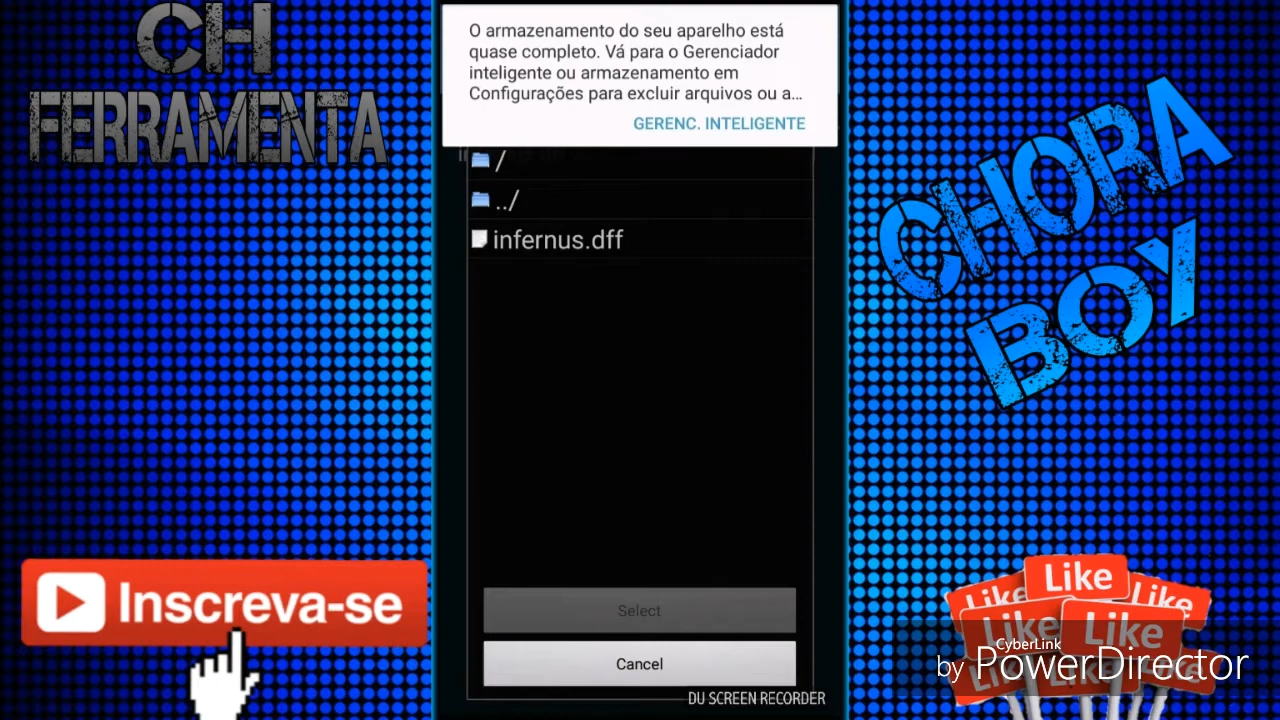 CH
FERRAMENTA
O armazenamento do seu aparelho está
quase completo. Vá para o Gerenciador
inteligente ou armazenamento em
Configurações para excluir arquivos ou a...
GERENC. INTELIGENTE
/
../
infernus.dff
Select
Cancel
DU SCREEN RECORDER
CHORA
BOY
Inscreva-se
Like
Like
Like
Like
Like
CyberLink
by PowerDirector